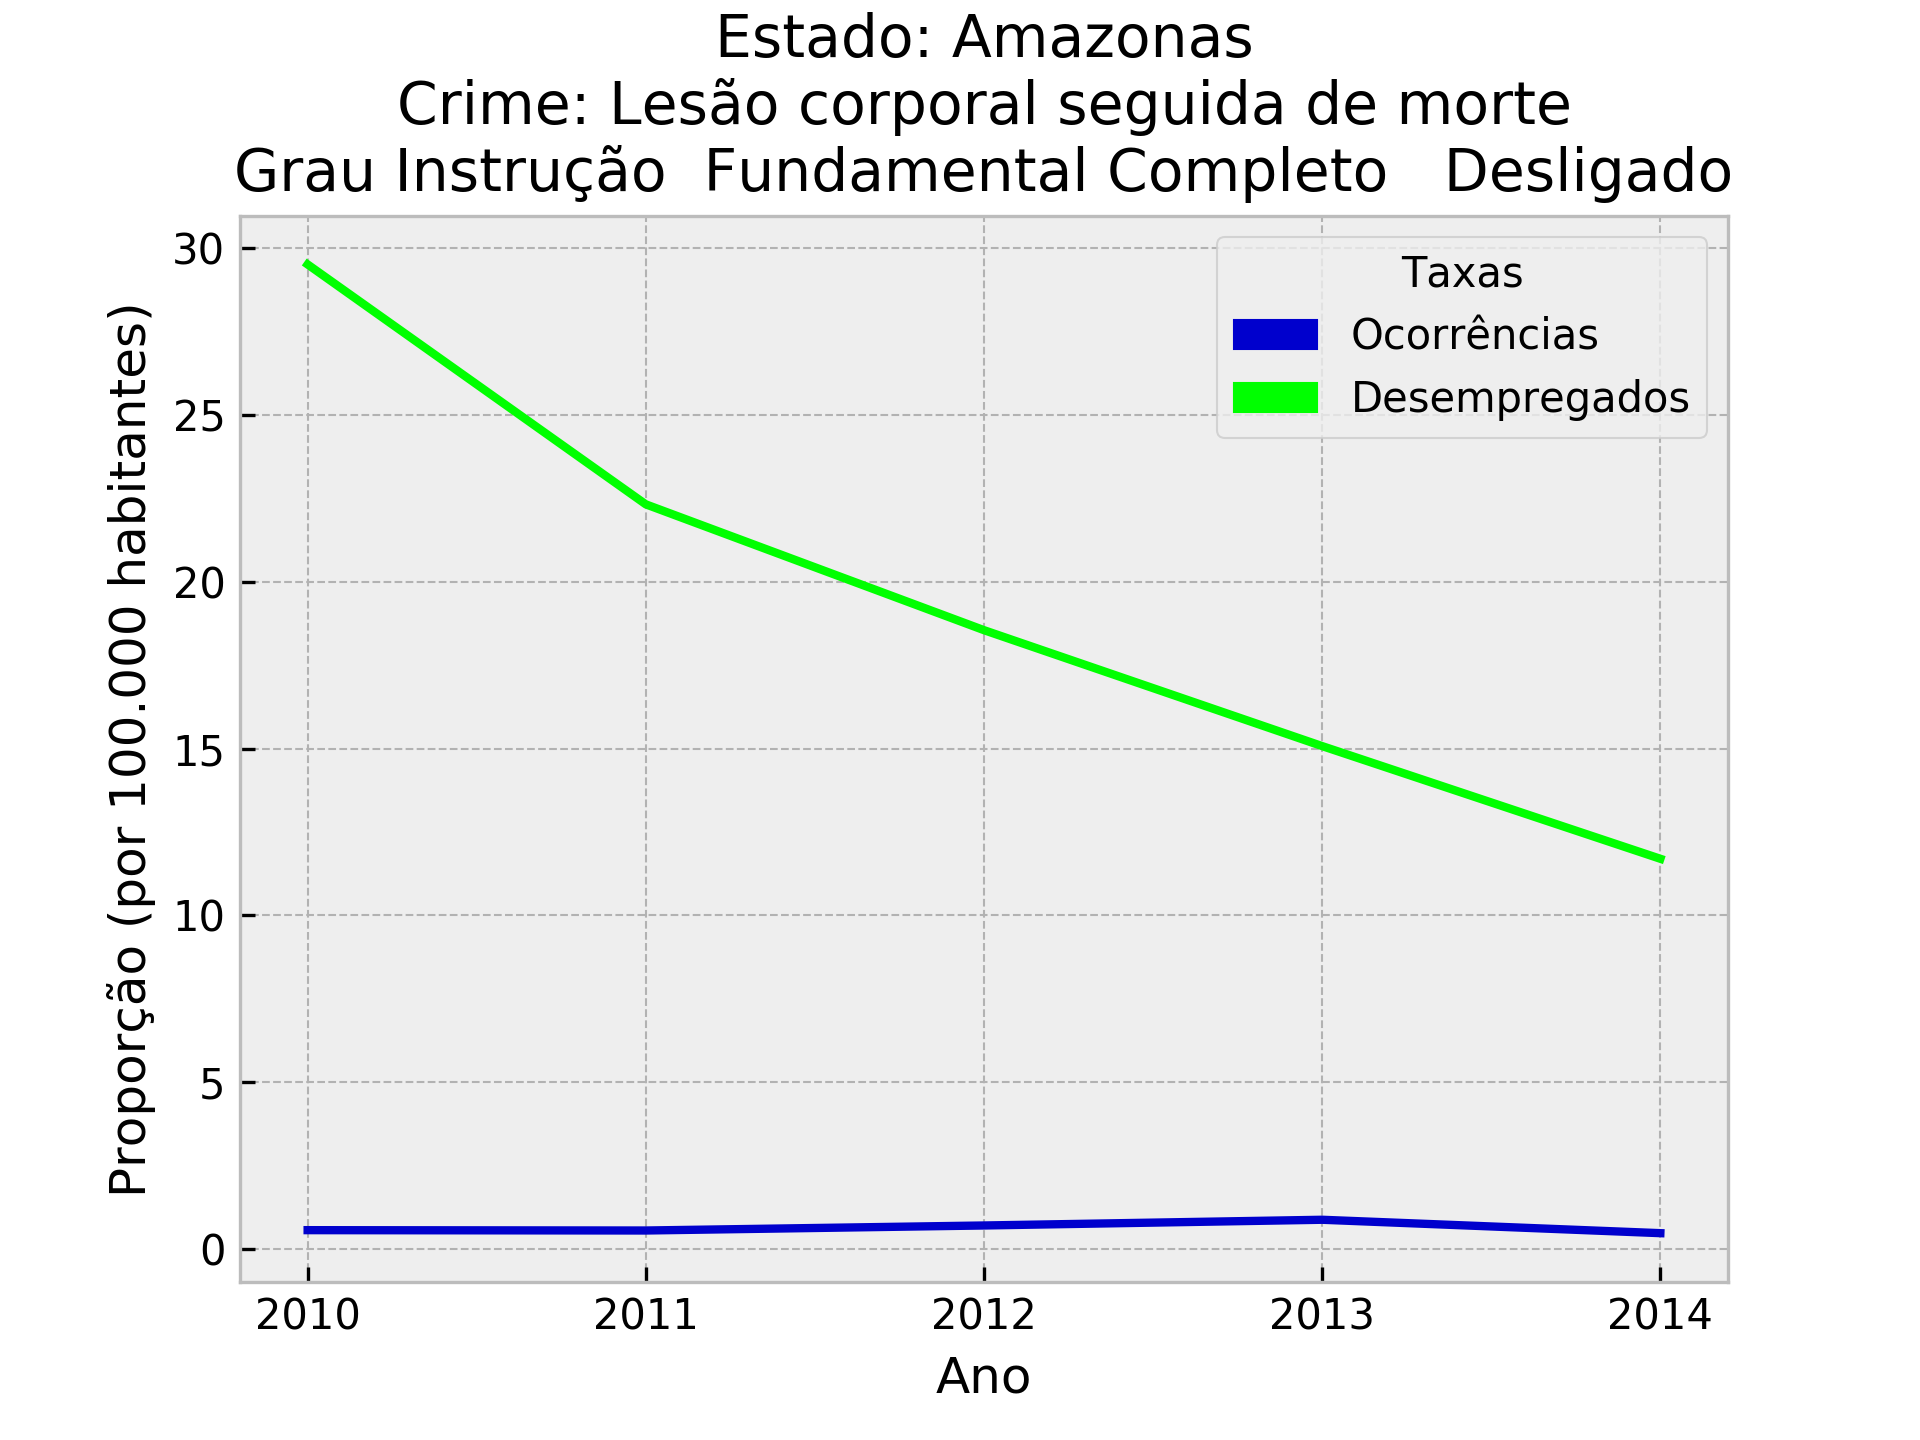 Estado: Amazonas
Crime: Lesão corporal seguida de morte
Grau Instrução  Fundamental Completo   Desligado
Proporção (por 100.000 habitantes)
30
25
20
15
10
5
0
Taxas
Ocorrências
Desempregados
2010 2011 2012 2013 2014
Ano